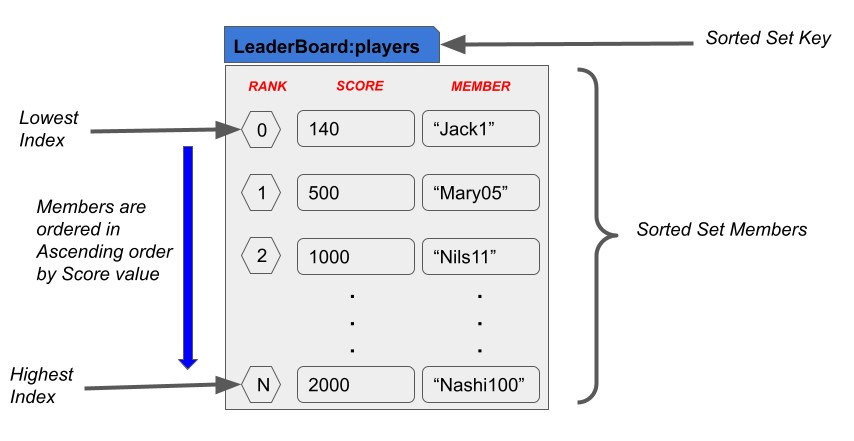 LeaderBoard:players
Sorted Set Key
RANK SCORE MEMBER
Lowest
Index
0 140 “Jack1”
1 500 “Mary05”
Members are
ordered in
Ascending order
by Score value
Sorted Set Members
2 1000 “Nils11”
. .
. .
. .
Highest
Index
N 2000 “Nashi100”